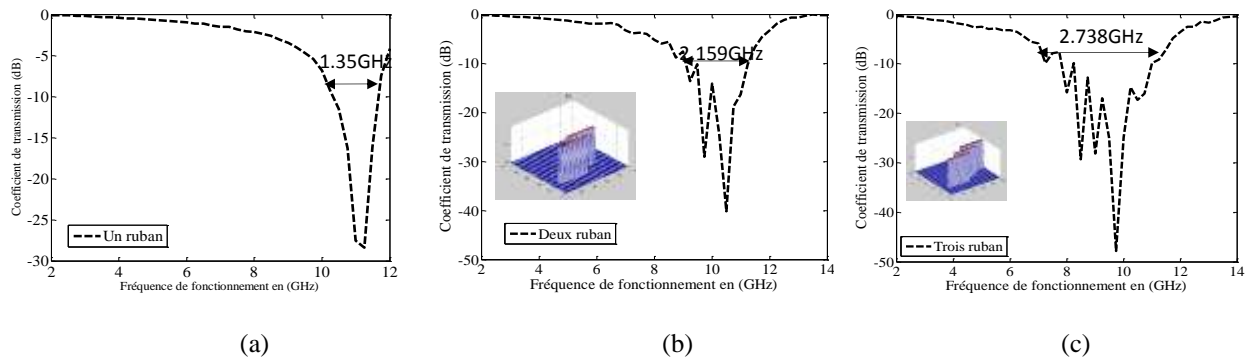 0
-5
-10
-15
-20
-25
-30
2 4 6 8 10 12
Coefficient de transmission (dB)
Fréquence de fonctionnement en (GHz)
1.35GHz
Un ruban
(a)
0
-10
-20
-30
-40
-50
2 4 6 8 10 12 14
Coefficient de transmission (dB)
Fréquence de fonctionnement en (GHz)
2.159GHz
Deux ruban
(b)
0
-10
-20
-30
-40
-50
2 4 6 8 10 12 14
Coefficient de transmission (dB)
Fréquence de fonctionnement en (GHz)
2.738GHz
Trois ruban
(c)